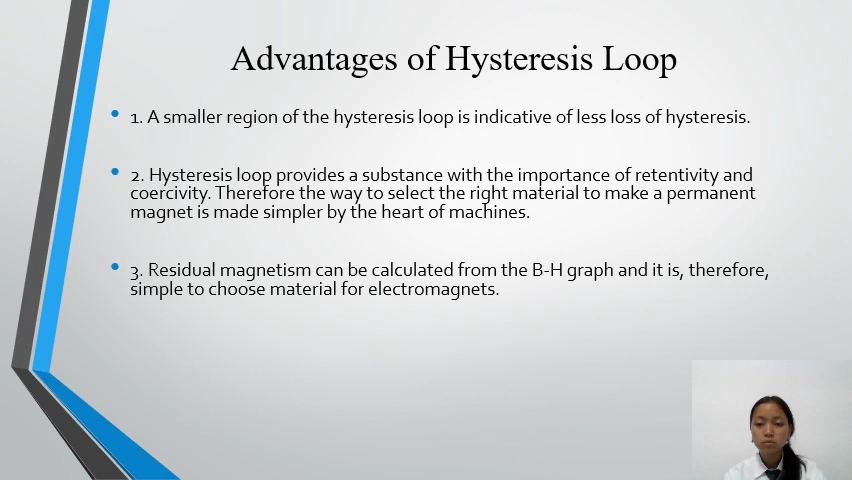 Advantages of Hysteresis Loop
1. A smaller region of the hysteresis loop is indicative of less loss of hysteresis.
2. Hysteresis loop provides a substance with the importance of retentivity and
coercivity. Therefore the way to select the right material to make a permanent
magnet is made simpler by the heart of machines.
3. Residual magnetism can be calculated from the B-H graph and it is, therefore,
simple to choose material for electromagnets.